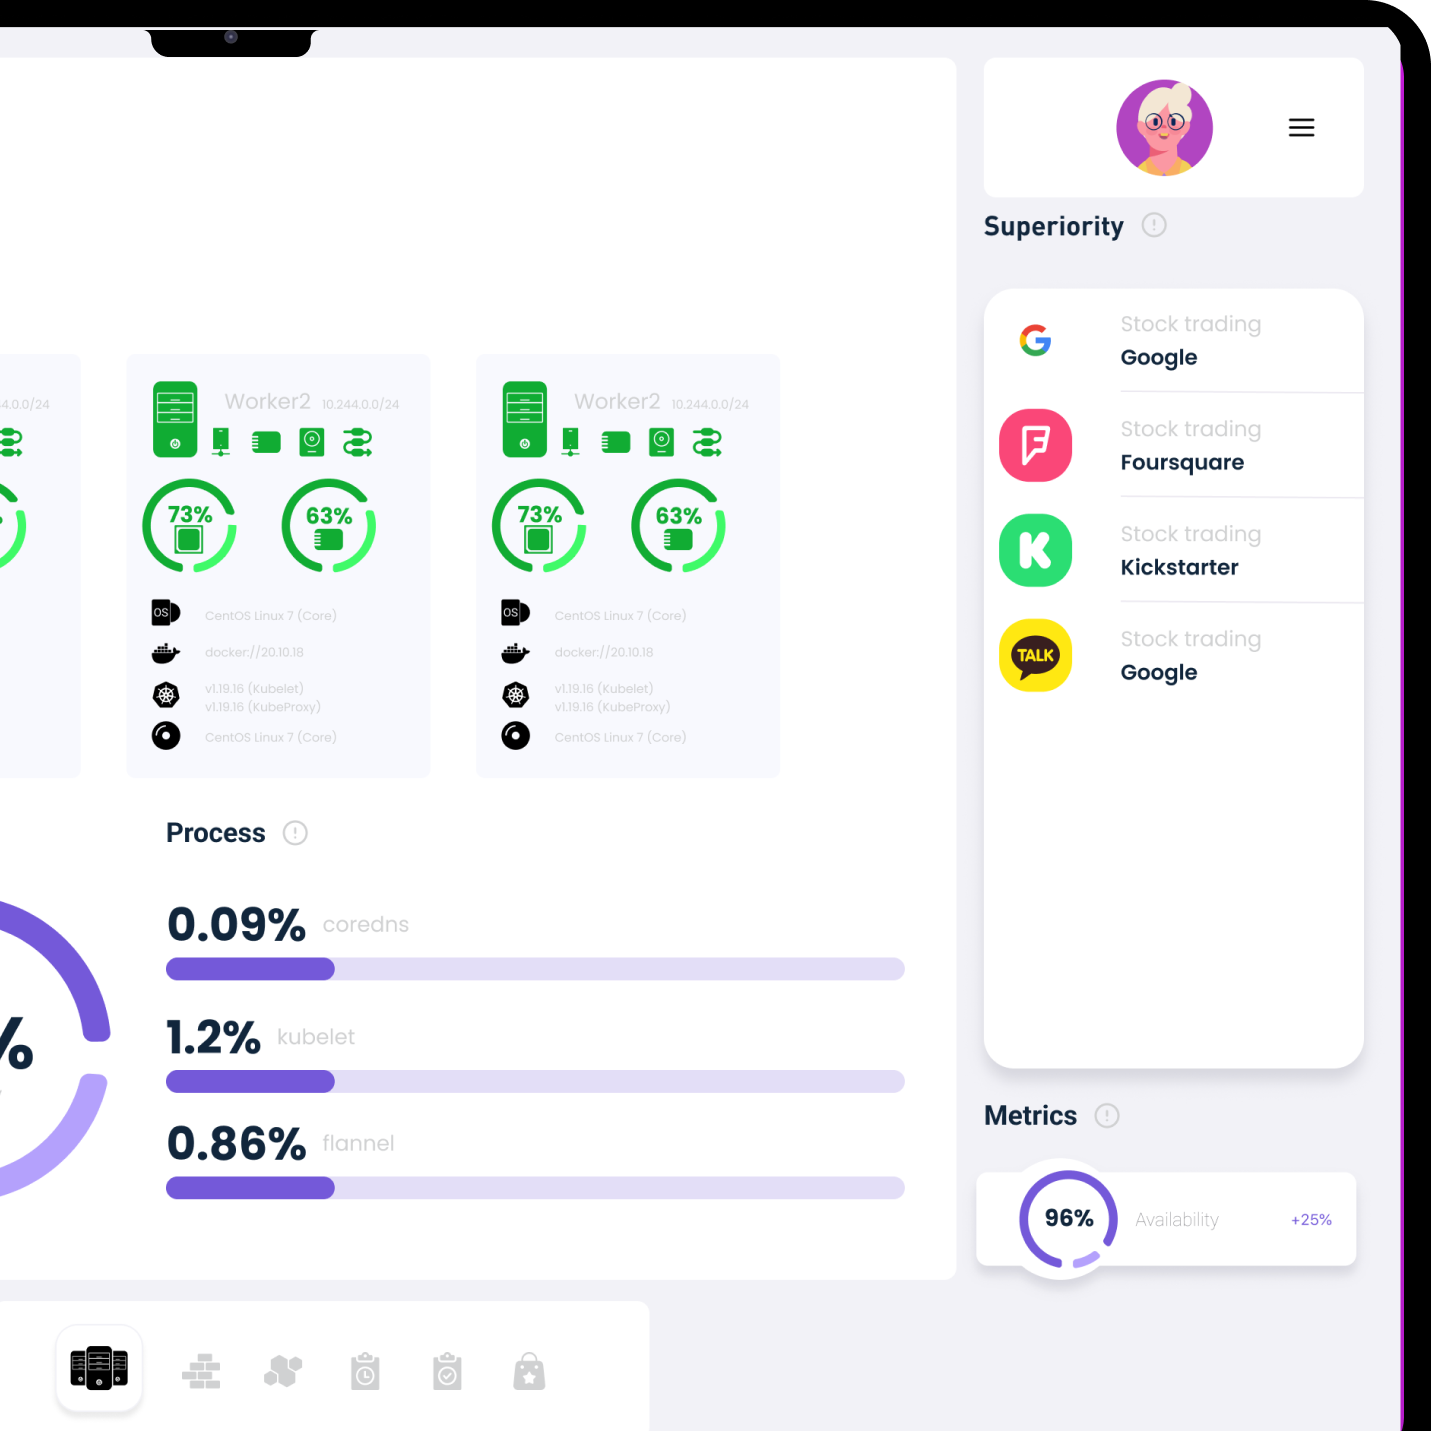 Superiority
Stock trading
Google
Stock trading
Foursquare
Stock trading
Kickstarter
TALK
Stock trading
Google
4.0.0/24
Worker2 10.244.0.0/24
73%
63%
OS
CentOS Linux 7 (Core)
docker://20.10.18
v1.19.16 (Kubelet)
v1.19.16 (KubeProxy)
CentOS Linux 7 (Core)
Worker2 10.244.0.0/24
73%
63%
OS
CentOS Linux 7 (Core)
docker://20.10.18
v1.19.16 (Kubelet)
v1.19.16 (KubeProxy)
CentOS Linux 7 (Core)
Process
0.09% coredns
1.2% kubelet
0.86% flannel
%
Metrics
96% Availability +25%